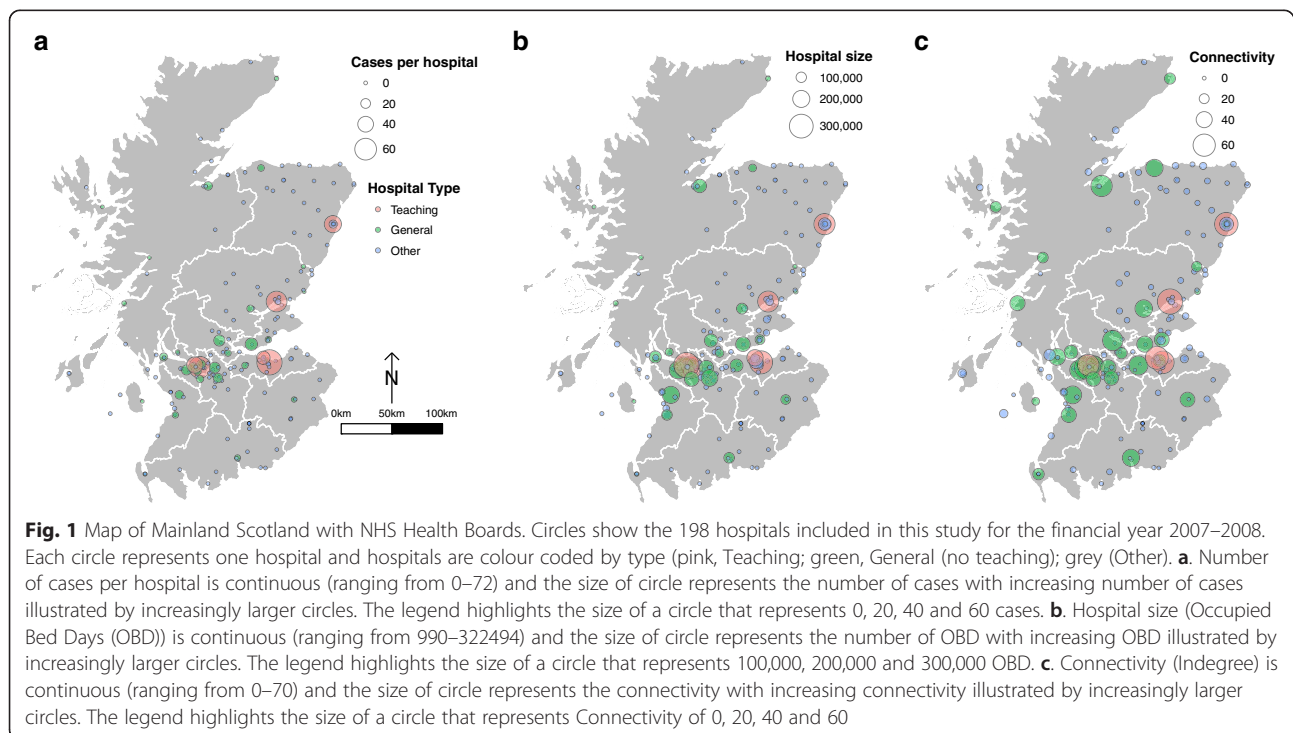 a
Cases per hospital
0
20
40
60
Hospital Type
Teaching
General
Other
N
0km 50km 100km
b
Hospital size
100,000
200,000
300,000
c
Connectivity
0
20
40
60
Fig. 1 Map of Mainland Scotland with NHS Health Boards. Circles show the 198 hospitals included in this study for the financial year 2007–2008.
Each circle represents one hospital and hospitals are colour coded by type (pink, Teaching; green, General (no teaching); grey (Other). a. Number
of cases per hospital is continuous (ranging from 0–72) and the size of circle represents the number of cases with increasing number of cases
illustrated by increasingly larger circles. The legend highlights the size of a circle that represents 0, 20, 40 and 60 cases. b. Hospital size (Occupied
Bed Days (OBD)) is continuous (ranging from 990–322494) and the size of circle represents the number of OBD with increasing OBD illustrated by
increasingly larger circles. The legend highlights the size of a circle that represents 100,000, 200,000 and 300,000 OBD. c. Connectivity (Indegree) is
continuous (ranging from 0–70) and the size of circle represents the connectivity with increasing connectivity illustrated by increasingly larger
circles. The legend highlights the size of a circle that represents Connectivity of 0, 20, 40 and 60